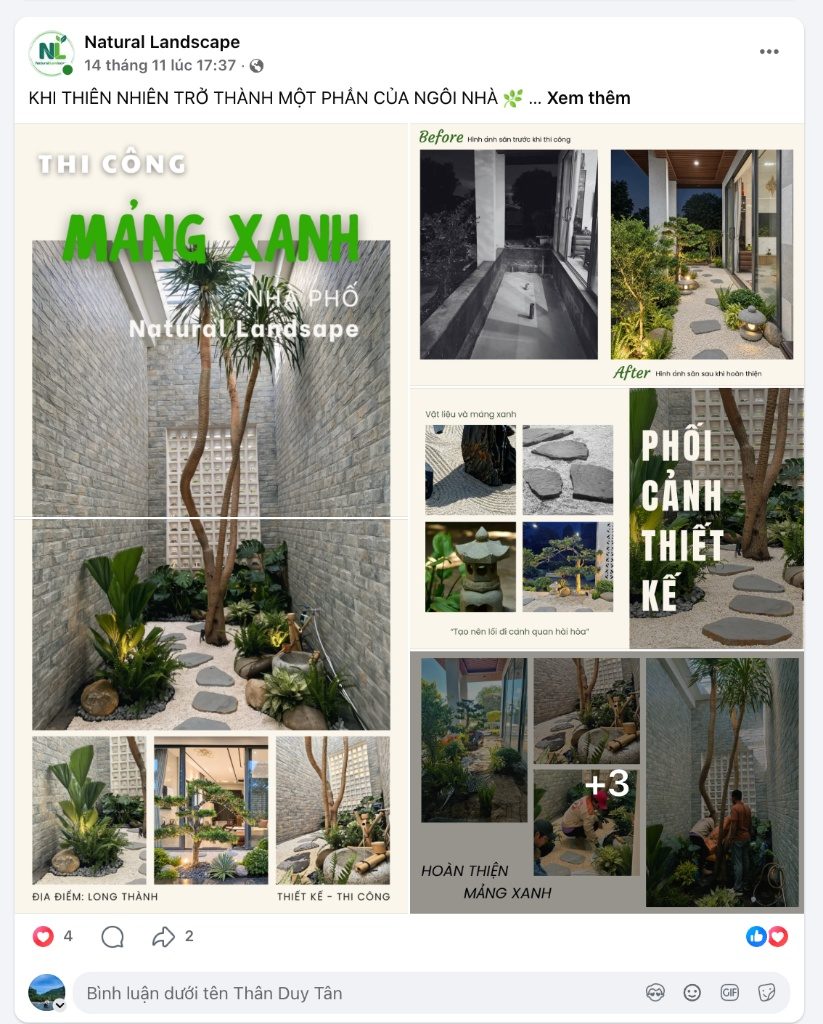 NL
Natural Landscape
14 tháng 11 lúc 17:37 ·
KHI THIÊN NHIÊN TRỞ THÀNH MỘT PHẦN CỦA NGÔI NHÀ 🌿 ... Xem thêm
THI CÔNG
MẢNG XANH
NHÀ PHỐ
Natural Landsape
ĐỊA ĐIỂM: LONG THÀNH
THIẾT KẾ - THI CÔNG
Before Hình ảnh sân trước khi thi công
After Hình ảnh sân sau khi hoàn thiện
Vật liệu và mảng xanh
"Tạo nên lối đi cảnh quan hài hòa"
PHỐI
CẢNH
THIẾT
KẾ
+3
HOÀN THIỆN
MẢNG XANH
4
2
Bình luận dưới tên Thân Duy Tân
GIF